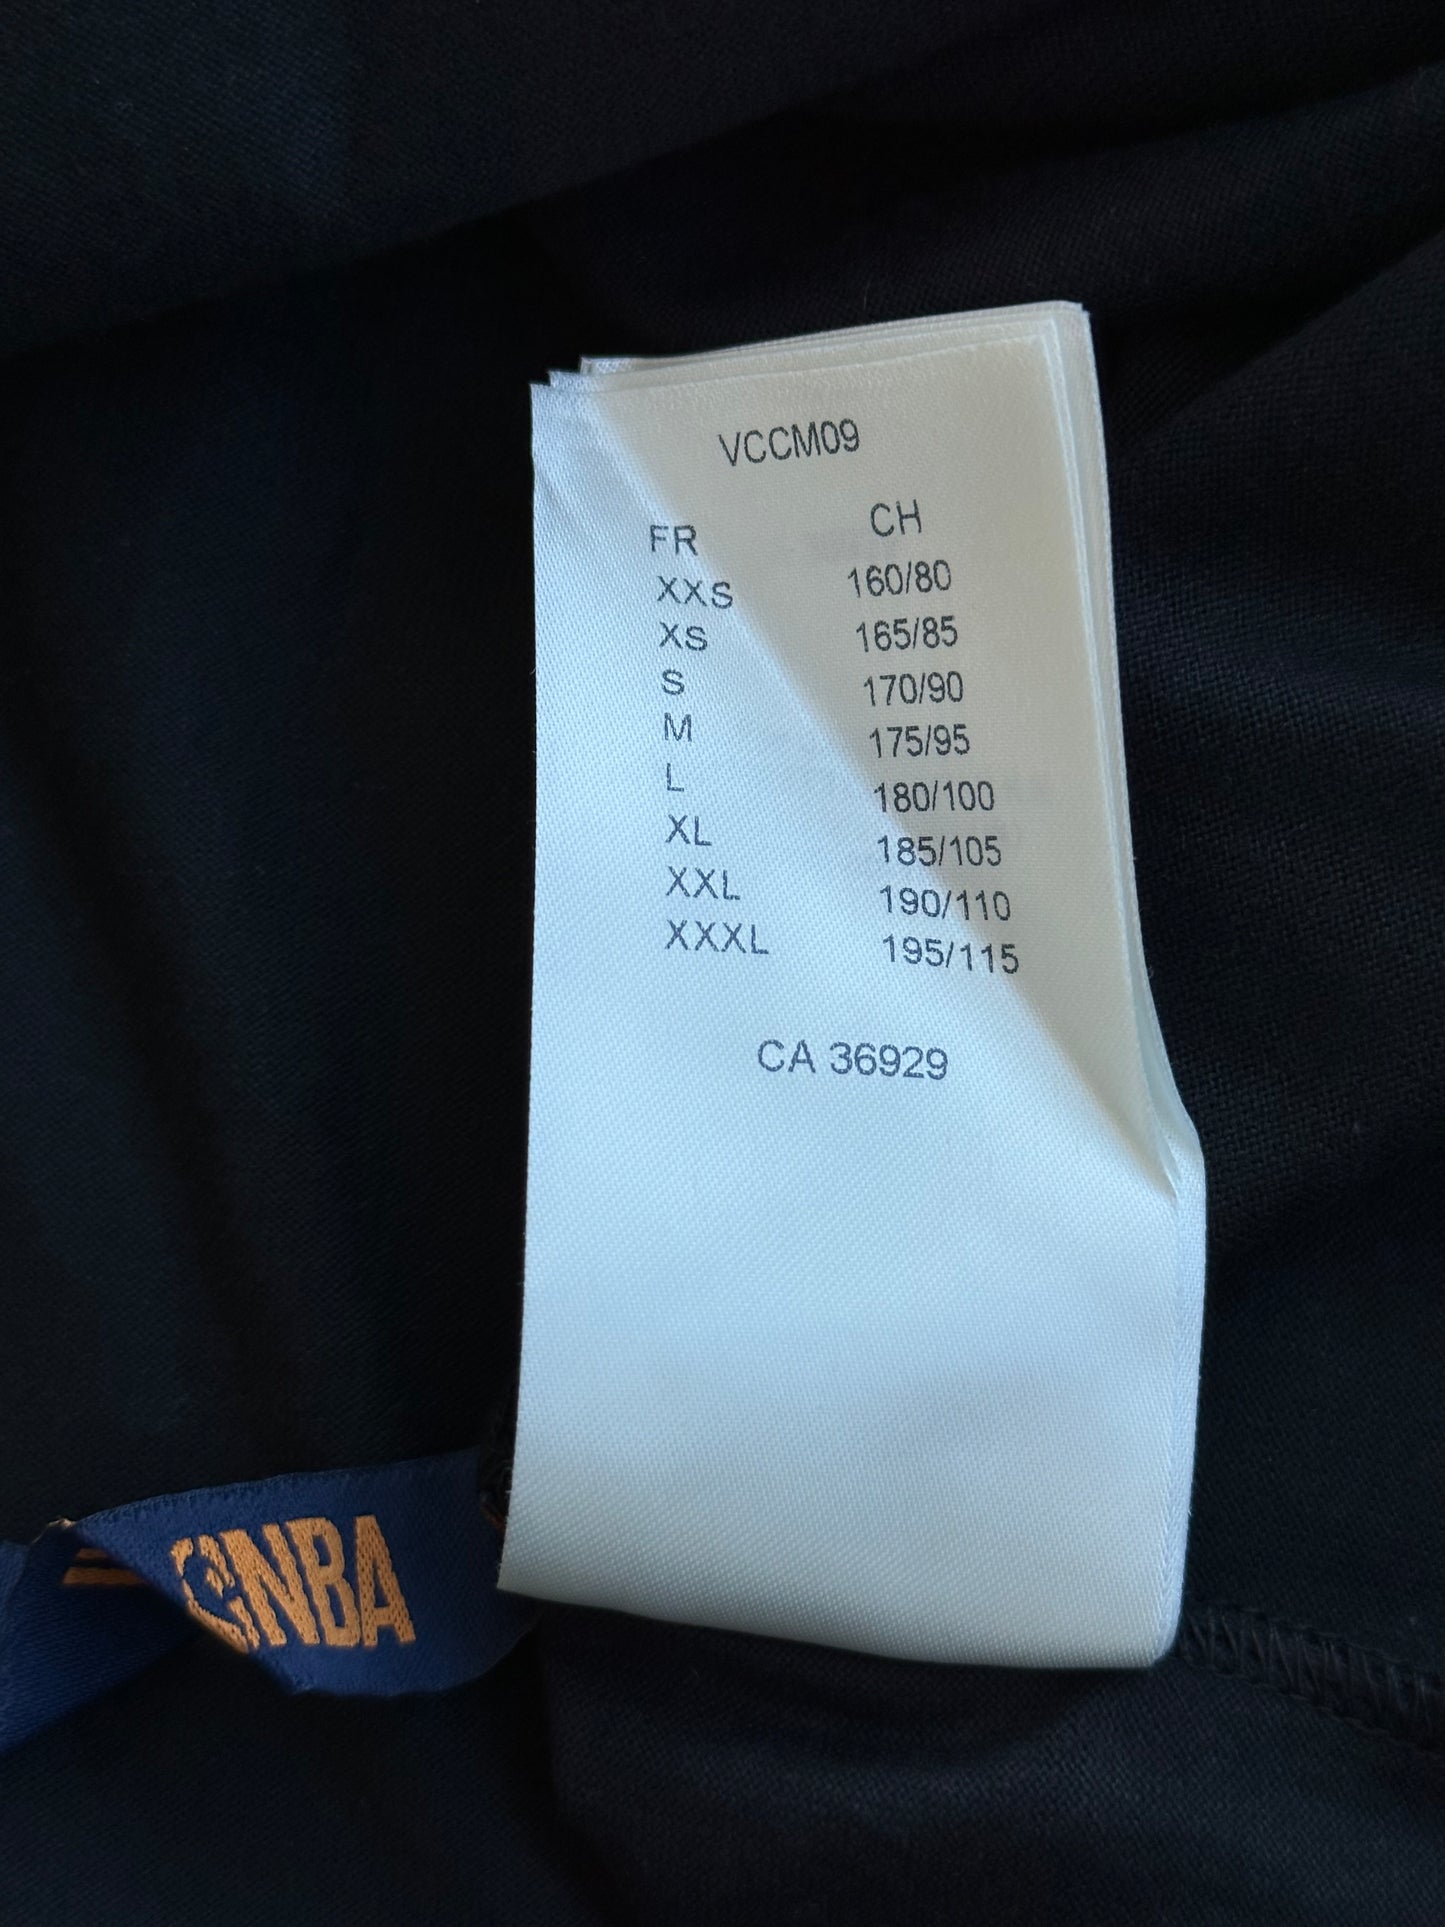 VCCM09
FR CH
XXS 160/80
XS 165/85
S 170/90
M 175/95
L 180/100
XL 185/105
XXL 190/110
XXXL 195/115
CA 36929
NBA